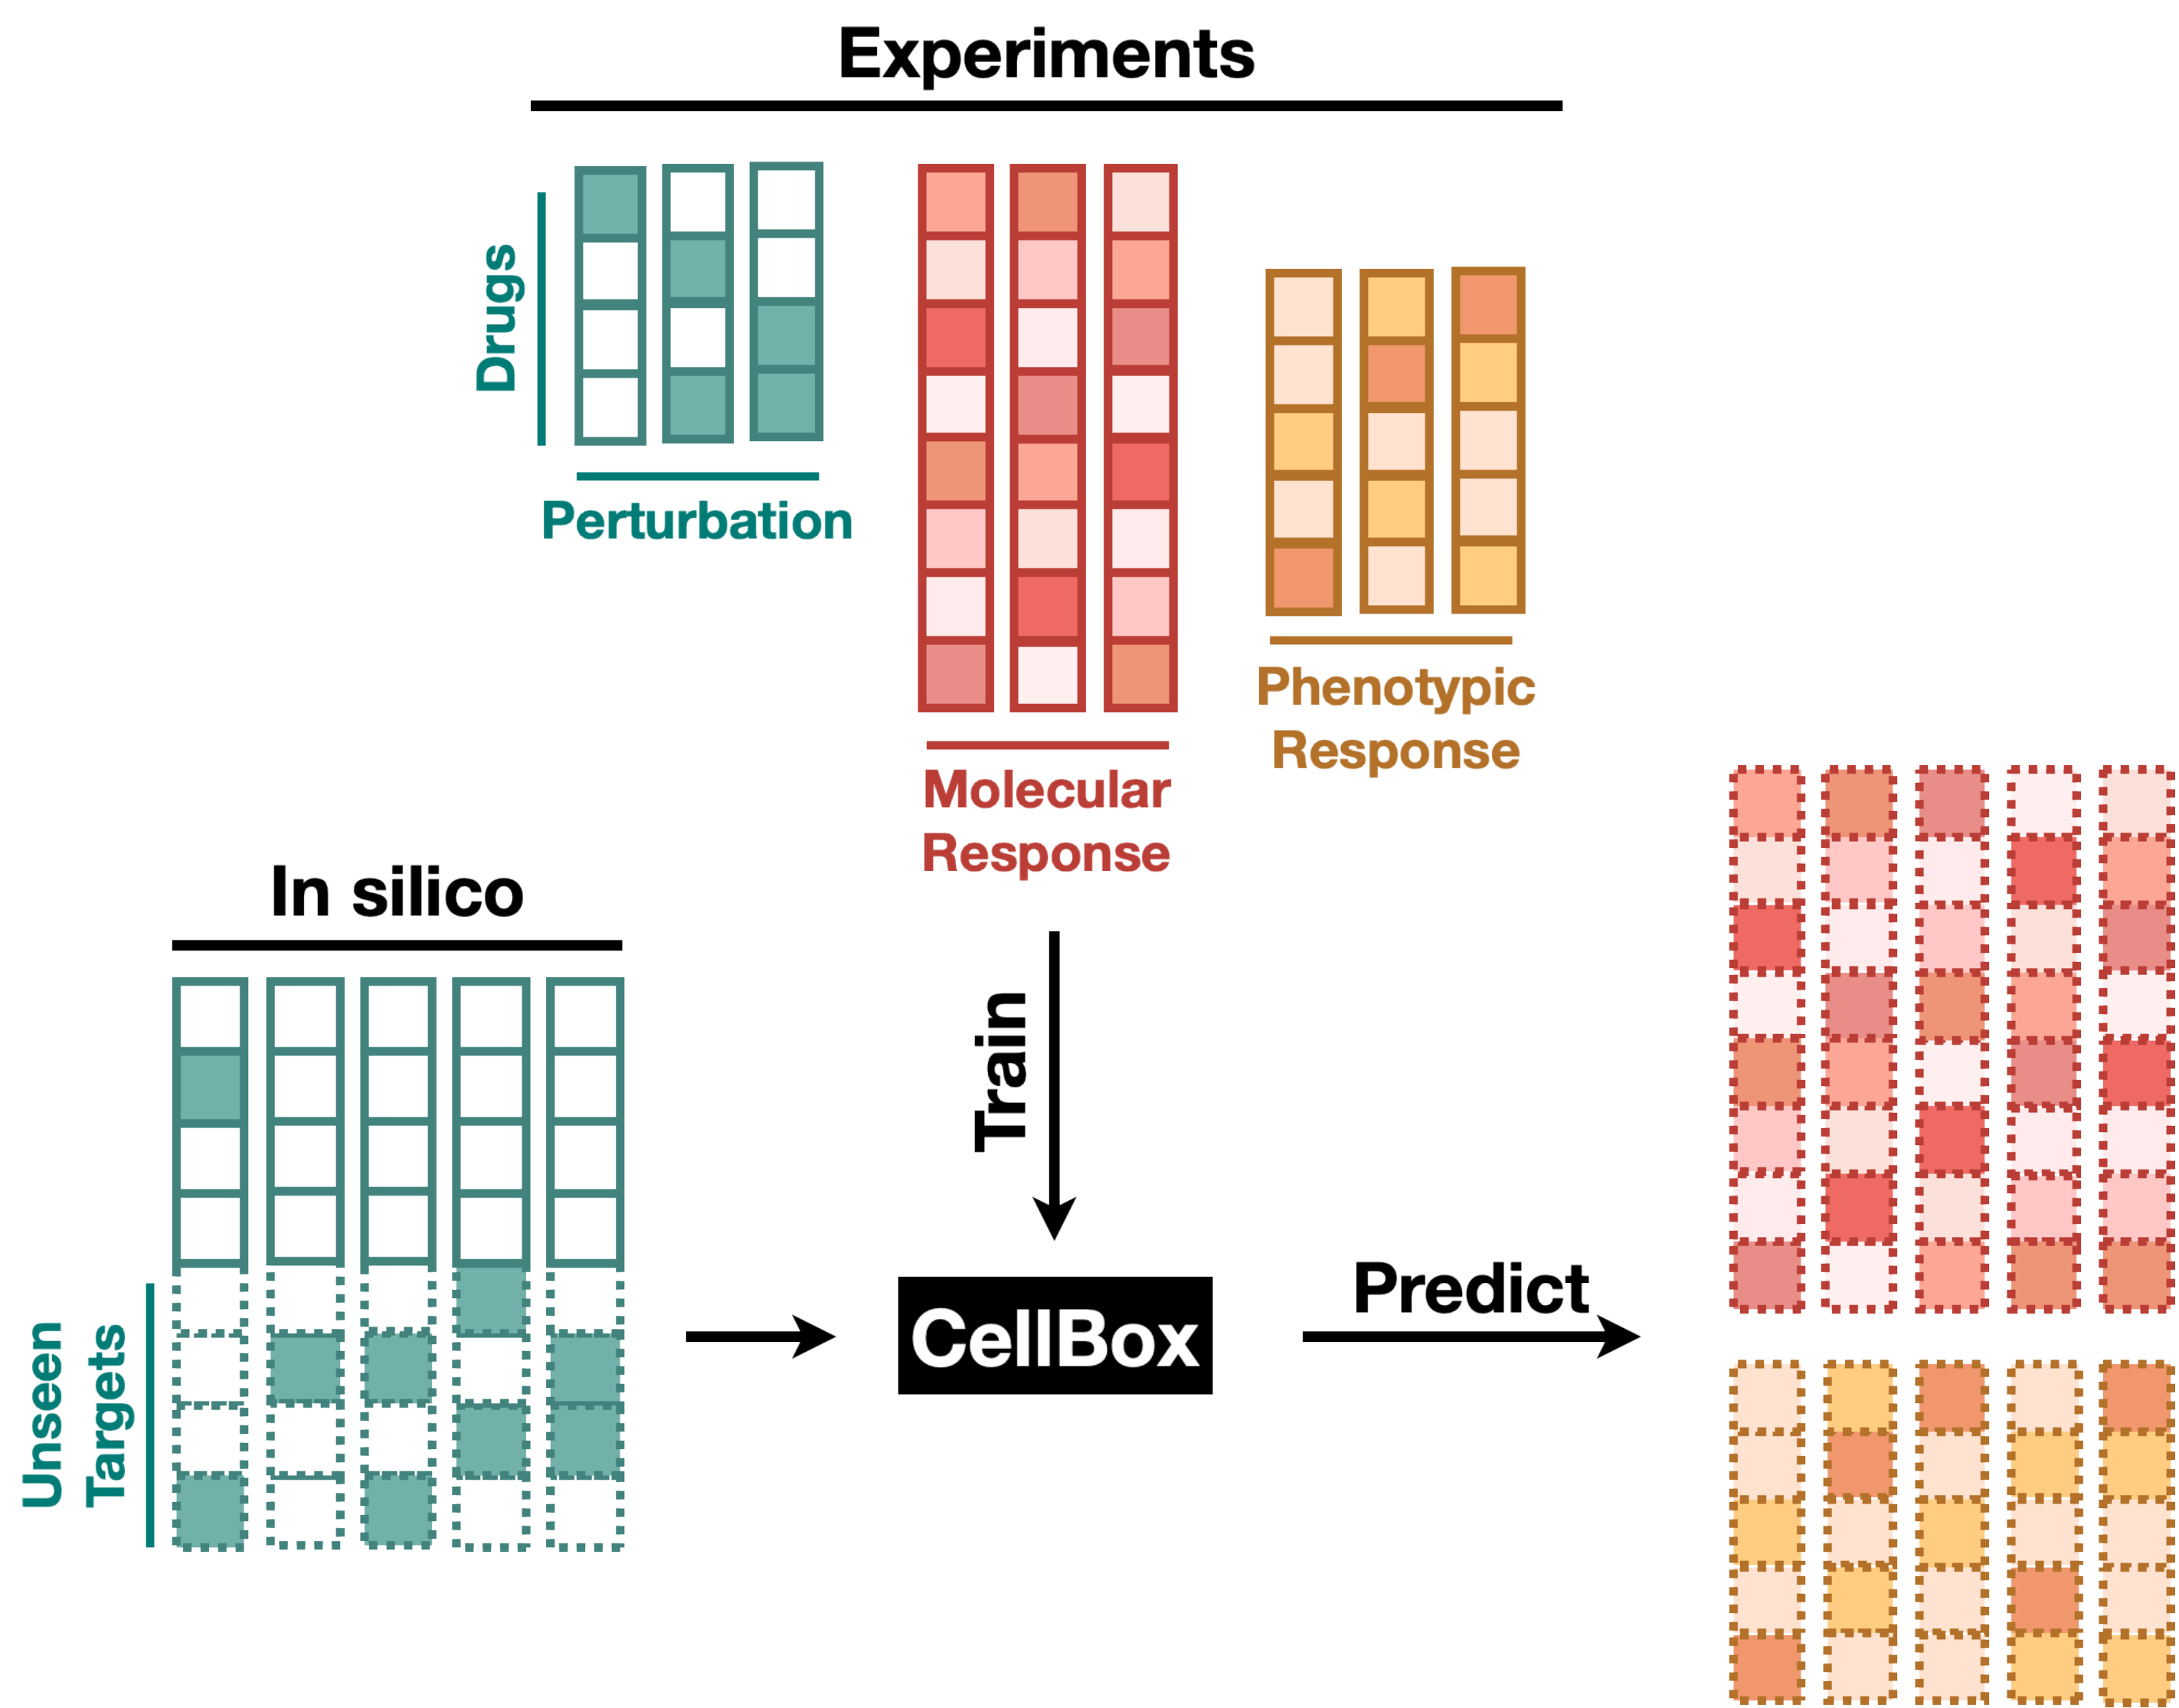 Experiments
Drugs
Perturbation
Molecular
Response
Phenotypic
Response
In silico
Unseen
Targets
Train
CellBox
Predict